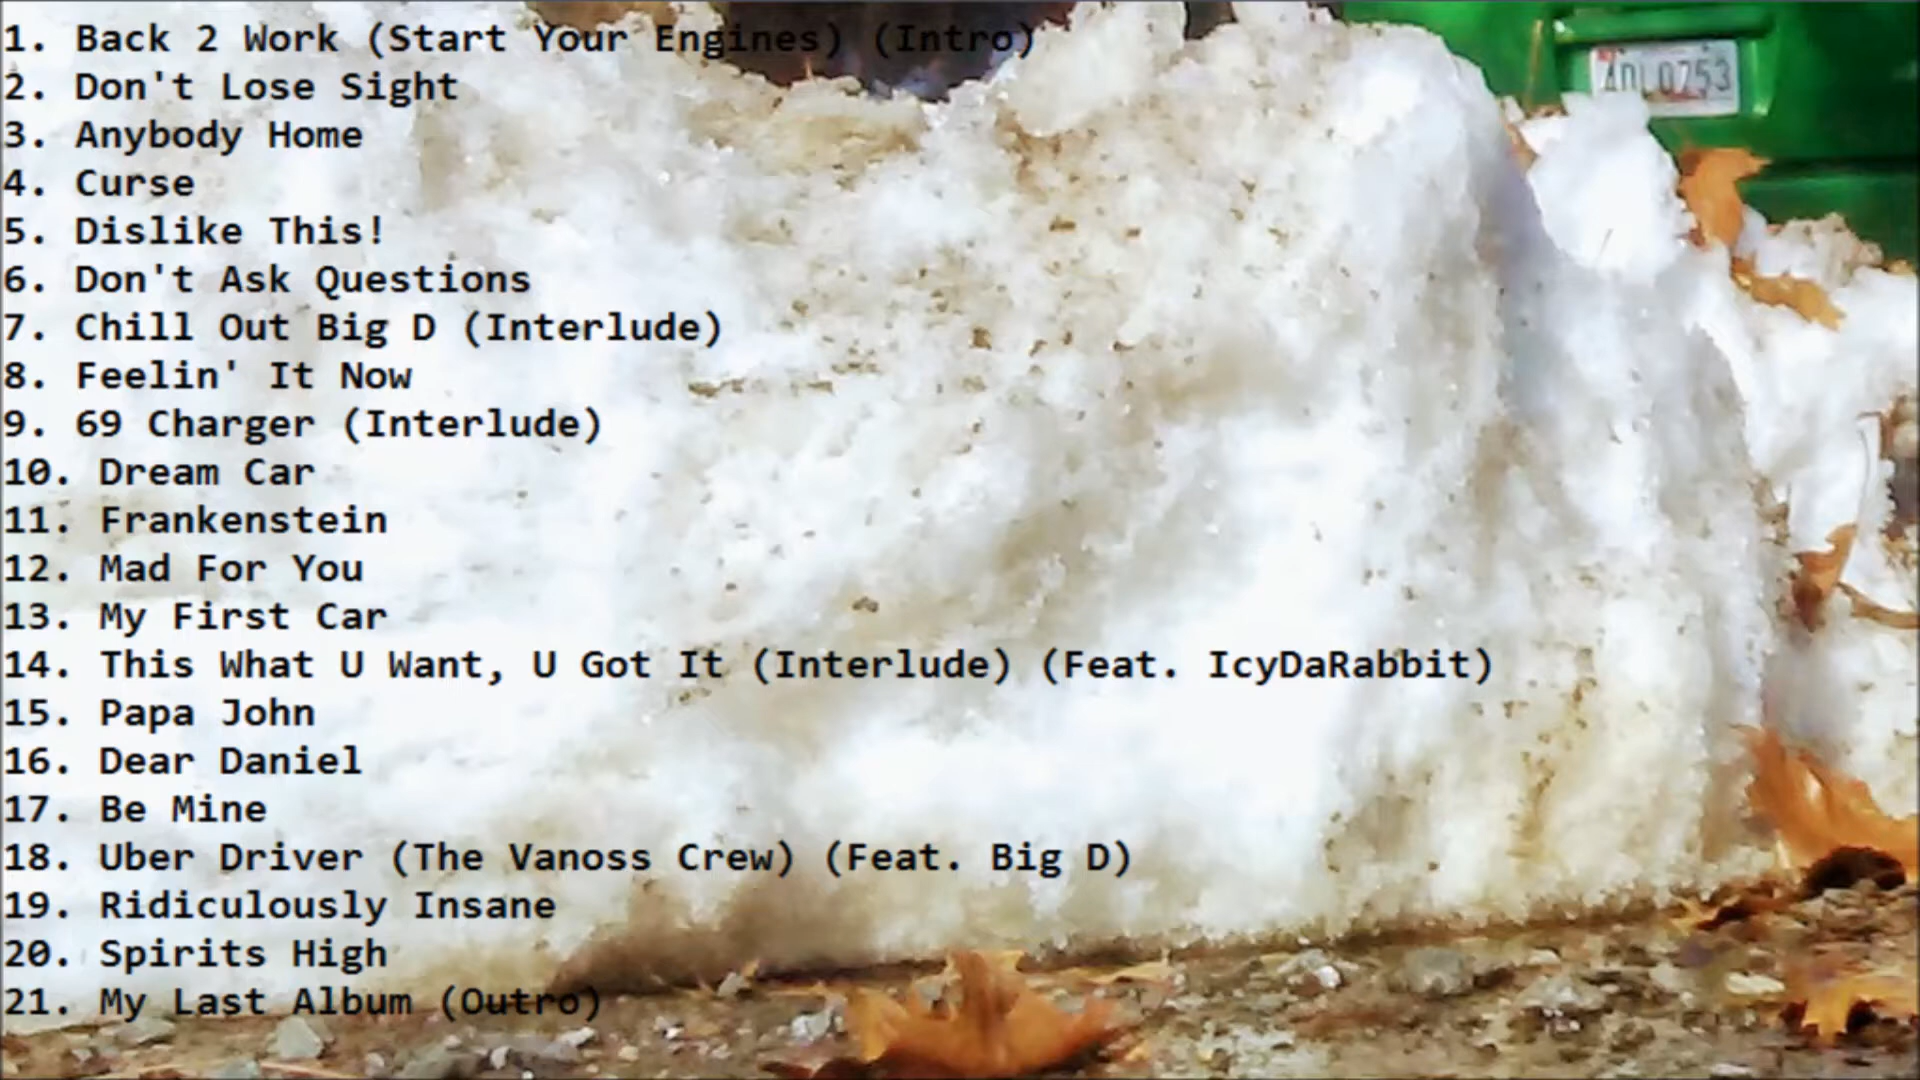 1. Back 2 Work (Start Your Engines) (Intro)
2. Don't Lose Sight
3. Anybody Home
4. Curse
5. Dislike This!
6. Don't Ask Questions
7. Chill Out Big D (Interlude)
8. Feelin' It Now
9. 69 Charger (Interlude)
10. Dream Car
11. Frankenstein
12. Mad For You
13. My First Car
14. This What U Want, U Got It (Interlude) (Feat. IcyDaRabbit)
15. Papa John
16. Dear Daniel
17. Be Mine
18. Uber Driver (The Vanoss Crew) (Feat. Big D)
19. Ridiculously Insane
20. Spirits High
21. My Last Album (Outro)